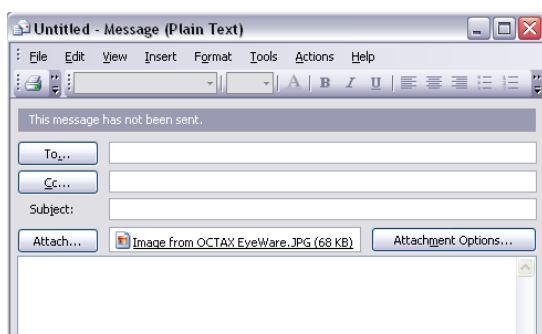 Untitled - Message (Plain Text)
File Edit View Insert Format Tools Actions Help
A B I U
This message has not been sent.
To...
Cc...
Subject:
Attach... Image from OCTAX EyeWare.JPG (68 KB) Attachment Options...